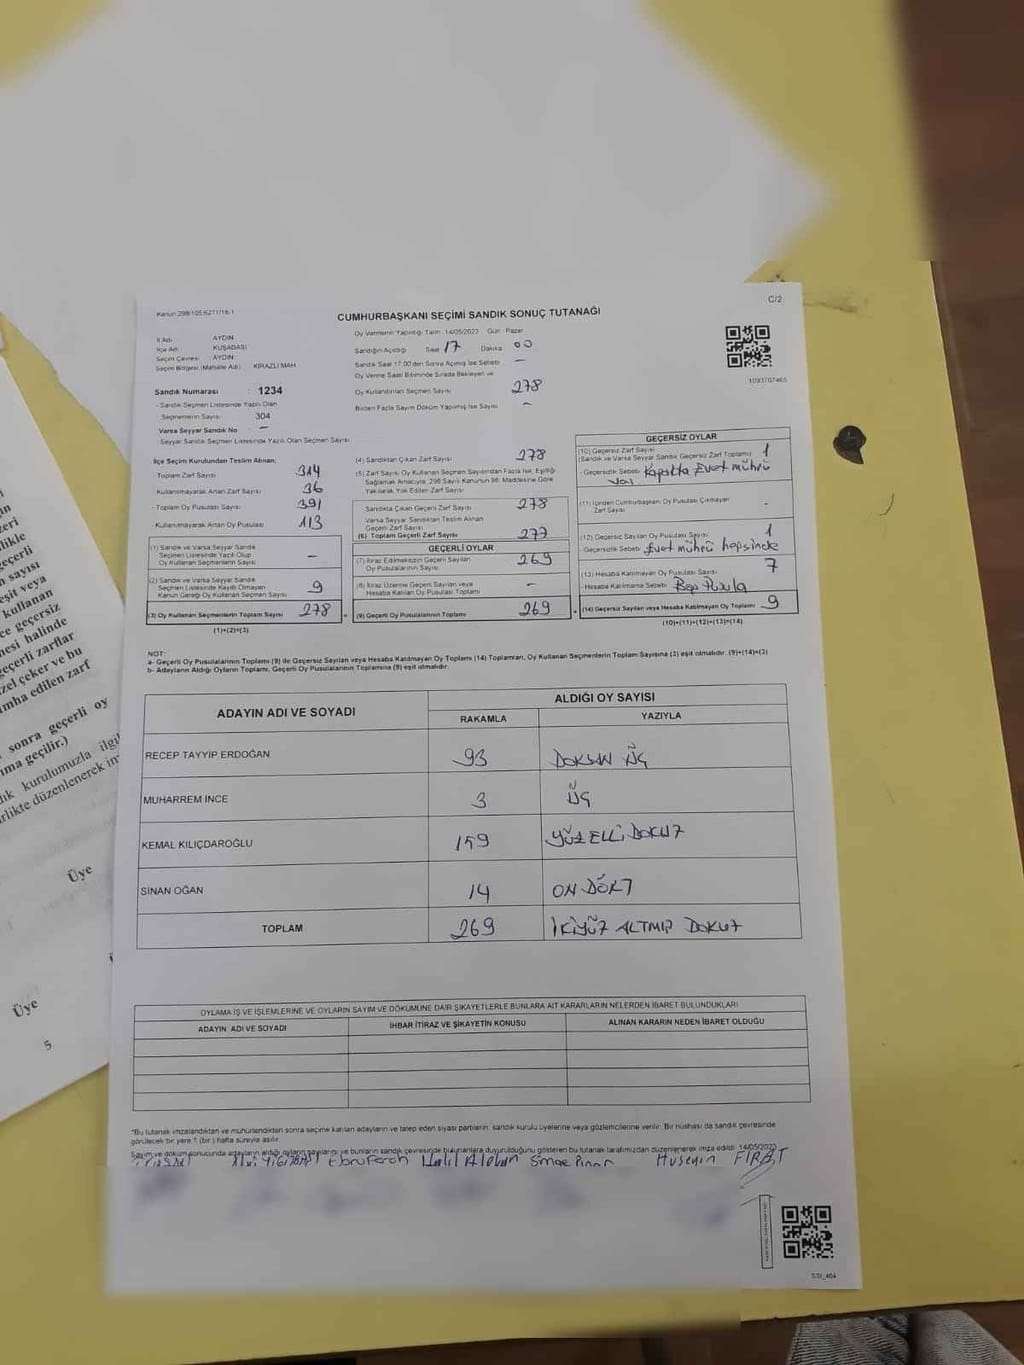 Kanun:298/105 6271/18.1
C/2
CUMHURBAŞKANI SEÇİMİ SANDIK SONUÇ TUTANAĞI
İl Adı AYDIN
İlçe Adı KUŞADASI
Seçim Çevresi : AYDIN
Seçim Bölgesi (Mahalle Adı) : KİRAZLI MAH
Oy Vermenin Yapıldığı Tarih : 14/05/2023 Gün : Pazar
Sandığın Açıldığı Saat 17 Dakika 00
Sandık Saat 17.00'den Sonra Açılmış İse Sebebi : —
Oy Verme Saati Bitiminde Sırada Bekleyen ve
Oy Kullandırılan Seçmen Sayısı 278
Birden Fazla Sayım Döküm Yapılmış İse Sayısı -
1093707465
Sandık Numarası : 1234
- Sandık Seçmen Listesinde Yazılı Olan
Seçmenlerin Sayısı 304
Varsa Seyyar Sandık No —
- Seyyar Sandık Seçmen Listesinde Yazılı Olan Seçmen Sayısı
İlçe Seçim Kurulundan Teslim Alınan;
Toplam Zarf Sayısı 314
Kullanılmayarak Artan Zarf Sayısı 36
- Toplam Oy Pusulası Sayısı 391
-Kullanılmayarak Artan Oy Pusulası 113
(1) Sandık ve Varsa Seyyar Sandık
Seçmen Listesinde Yazılı Olup
Oy Kullanan Seçmenlerin Sayısı —
(2) Sandık ve Varsa Seyyar Sandık
Seçmen Listesinde Kayıtlı Olmayan
Kanun Gereği Oy Kullanan Seçmen Sayısı 9
(3) Oy Kullanan Seçmenlerin Toplam Sayısı 278
(1)+(2)=(3)
(4) Sandıktan Çıkan Zarf Sayısı 278
(5) Zarf Sayısı Oy Kullanan Seçmen Sayısından Fazla İse, Eşitliği
Sağlamak Amacıyla, 298 Sayılı Kanunun 98. Maddesine Göre
Yakılarak Yok Edilen Zarf Sayısı
Sandıkta Çıkan Geçerli Zarf Sayısı 278
Varsa Seyyar Sandıktan Teslim Alınan
Geçerli Zarf Sayısı
(6) Toplam Geçerli Zarf Sayısı 277
GEÇERLİ OYLAR
(7) İtiraz Edilmeksizin Geçerli Sayılan
Oy Pusulalarının Sayısı 269
(8) İtiraz Üzerine Geçerli Sayılan veya
Hesaba Katılan Oy Pusulası Toplamı -
(9) Geçerli Oy Pusulalarının Toplamı 269
GEÇERSİZ OYLAR
(10) Geçersiz Zarf Sayısı
(Sandık ve Varsa Seyyar Sandık Geçersiz Zarf Toplamı) 1
- Geçersizlik Sebebi Kapakta Evet mührü
var
(11) İçinden Cumhurbaşkanı Oy Pusulası Çıkmayan
Zarf Sayısı -
(12) Geçersiz Sayılan Oy Pusulası Sayısı 1
Geçersizlik Sebebi Evet mührü hepsinde
(13) Hesaba Katılmayan Oy Pusulası Sayısı 7
- Hesaba Katılmama Sebebi Boş Pusula
(14) Geçersiz Sayılan veya Hesaba Katılmayan Oy Toplamı 9
(10)+(11)+(12)+(13)=(14)
NOT:
a- Geçerli Oy Pusulalarının Toplamı (9) ile Geçersiz Sayılan veya Hesaba Katılmayan Oy Toplamı (14) Toplamları, Oy Kullanan Seçmenlerin Toplam Sayısına (3) eşit olmalıdır. (9)+(14)=(3)
b- Adayların Aldığı Oyların Toplamı, Geçerli Oy Pusulalarının Toplamına (9) eşit olmalıdır.
ADAYIN ADI VE SOYADI
ALDIĞI OY SAYISI
RAKAMLA YAZIYLA
RECEP TAYYİP ERDOĞAN 93 DOKSAN ÜÇ
MUHARREM İNCE 3 ÜÇ
KEMAL KILIÇDAROĞLU 159 YÜZ ELLİ DOKUZ
SİNAN OĞAN 14 ON DÖRT
TOPLAM 269 İKİYÜZ ALTMIŞ DOKUZ
OYLAMA İŞ VE İŞLEMLERİNE VE OYLARIN SAYIM VE DÖKÜMÜNE DAİR ŞİKAYETLERLE BUNLARA AİT KARARLARIN NELERDEN İBARET BULUNDUKLARI
ADAYIN ADI VE SOYADI İHBAR İTİRAZ VE ŞİKAYETİN KONUSU ALINAN KARARIN NEDEN İBARET OLDUĞU
*Bu tutanak imzalandıktan ve mühürlendikten sonra seçime katılan adayların ve talep eden siyasi partilerin, sandık kurulu üyelerine veya gözlemcilerine verilir. Bir nüshası da sandık çevresinde
görülecek bir yere 1 (bir) hafta süreyle asılır.
Sayım ve döküm sonucunda adayların aldığı oyların sayılarını ve bunların sandık çevresinde bulunanlara duyurulduğunu gösteren bu tutanak tarafımızdan düzenlenerek imza edildi. 14/05/2023
Halil Alphan Simge Pınar Hüseyin FIRAT
SSI_464
zeri
likle
geçerli
n sayısı
eşit veya
kullanan
ce geçersiz
mesi halinde
geçerli zarflar
zel çeker ve bu
mha edilen zarf
sonra geçerli oy
ma geçilir.)
dık kurulumuzla ilgil
rlikte düzenlenerek im
Üye
Üye
5